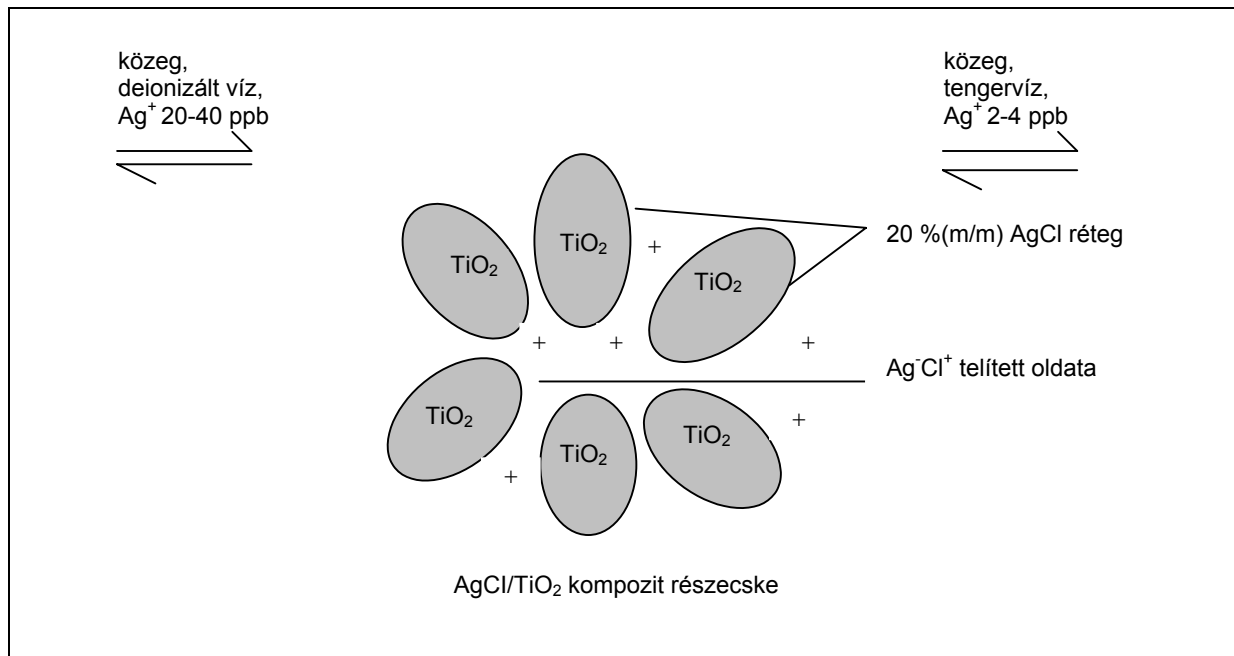 közeg,
deionizált víz,
Ag⁺ 20-40 ppb
közeg,
tengervíz,
Ag⁺ 2-4 ppb
20 %(m/m) AgCl réteg
TiO₂
TiO₂
TiO₂
+
+
+
+
Ag⁻Cl⁺ telített oldata
TiO₂
TiO₂
TiO₂
+
+
AgCl/TiO₂ kompozit részecske